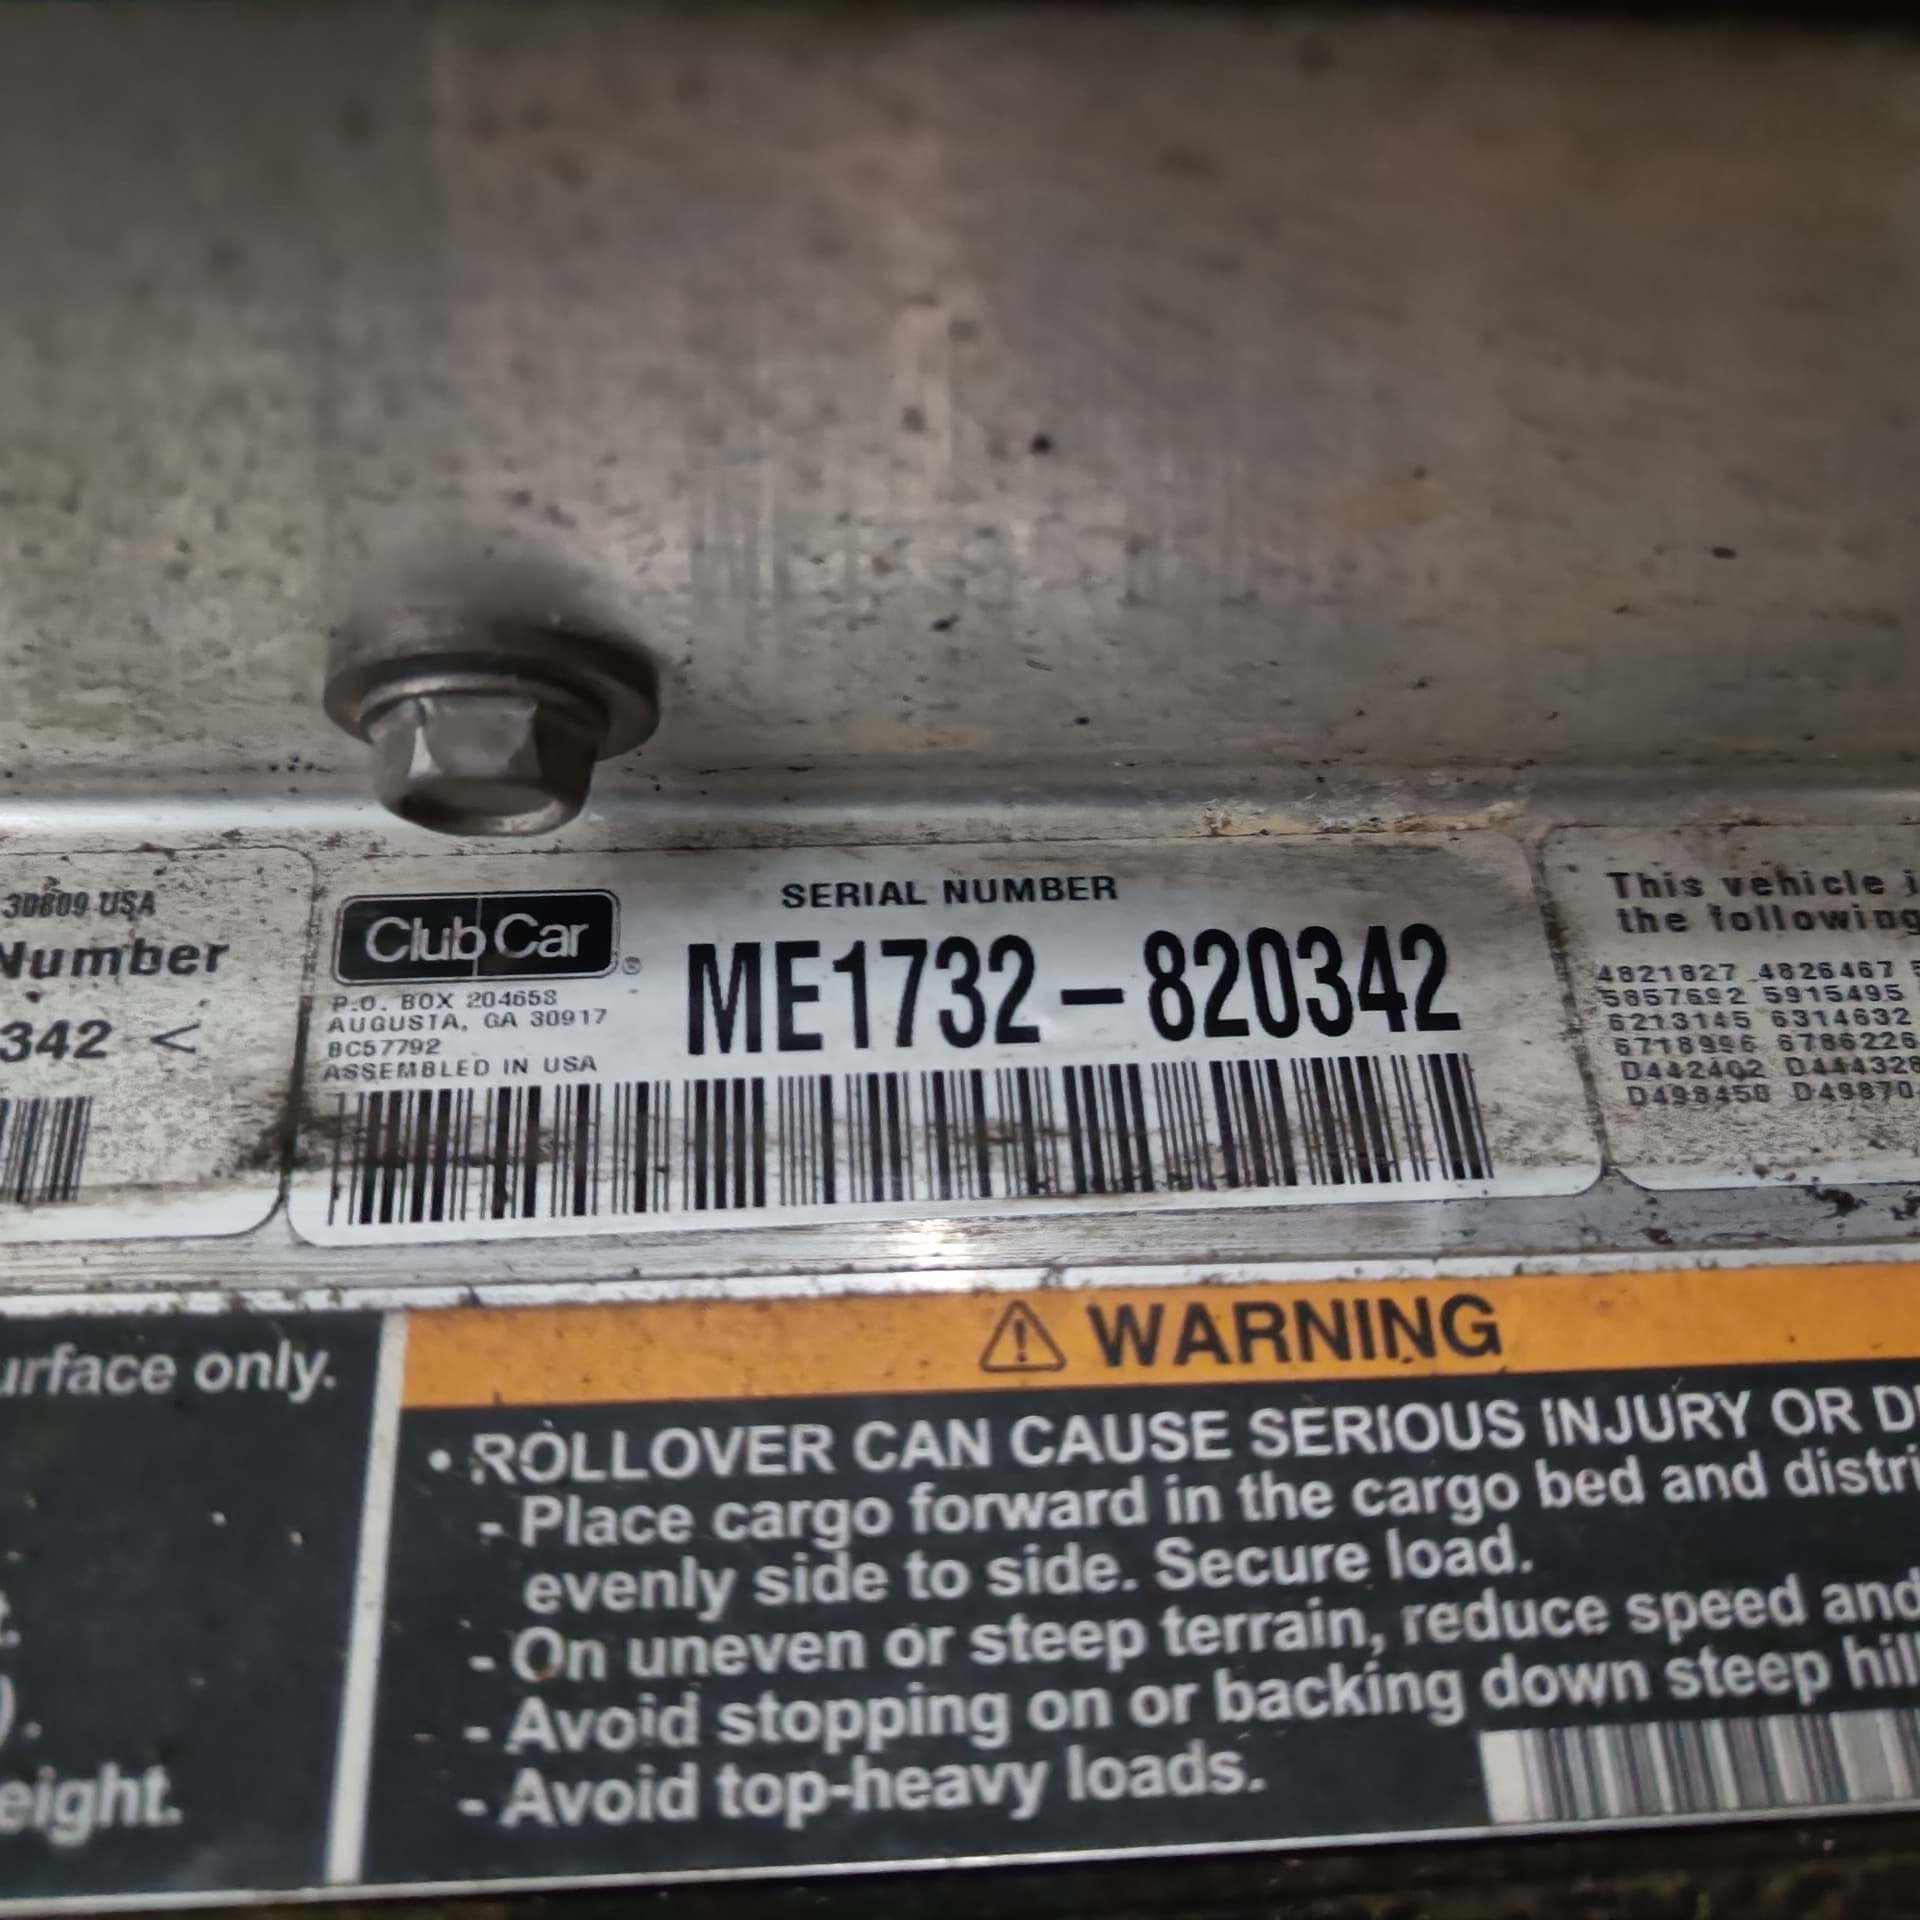 30809 USA
Number
342 <
Club Car
®
P.O. BOX 204658
AUGUSTA, GA 30917
BC57792
ASSEMBLED IN USA
SERIAL NUMBER
ME1732-820342
This vehicle i
the following
4821827 4826467
5857692 5915495
6213145 6314632
6718996 6786226
D442402 D444328
D498450 D49870
urface only.
t.
).
eight.
WARNING
• ROLLOVER CAN CAUSE SERIOUS INJURY OR D
- Place cargo forward in the cargo bed and distri
evenly side to side. Secure load.
- On uneven or steep terrain, reduce speed and
- Avoid stopping on or backing down steep hill
- Avoid top-heavy loads.